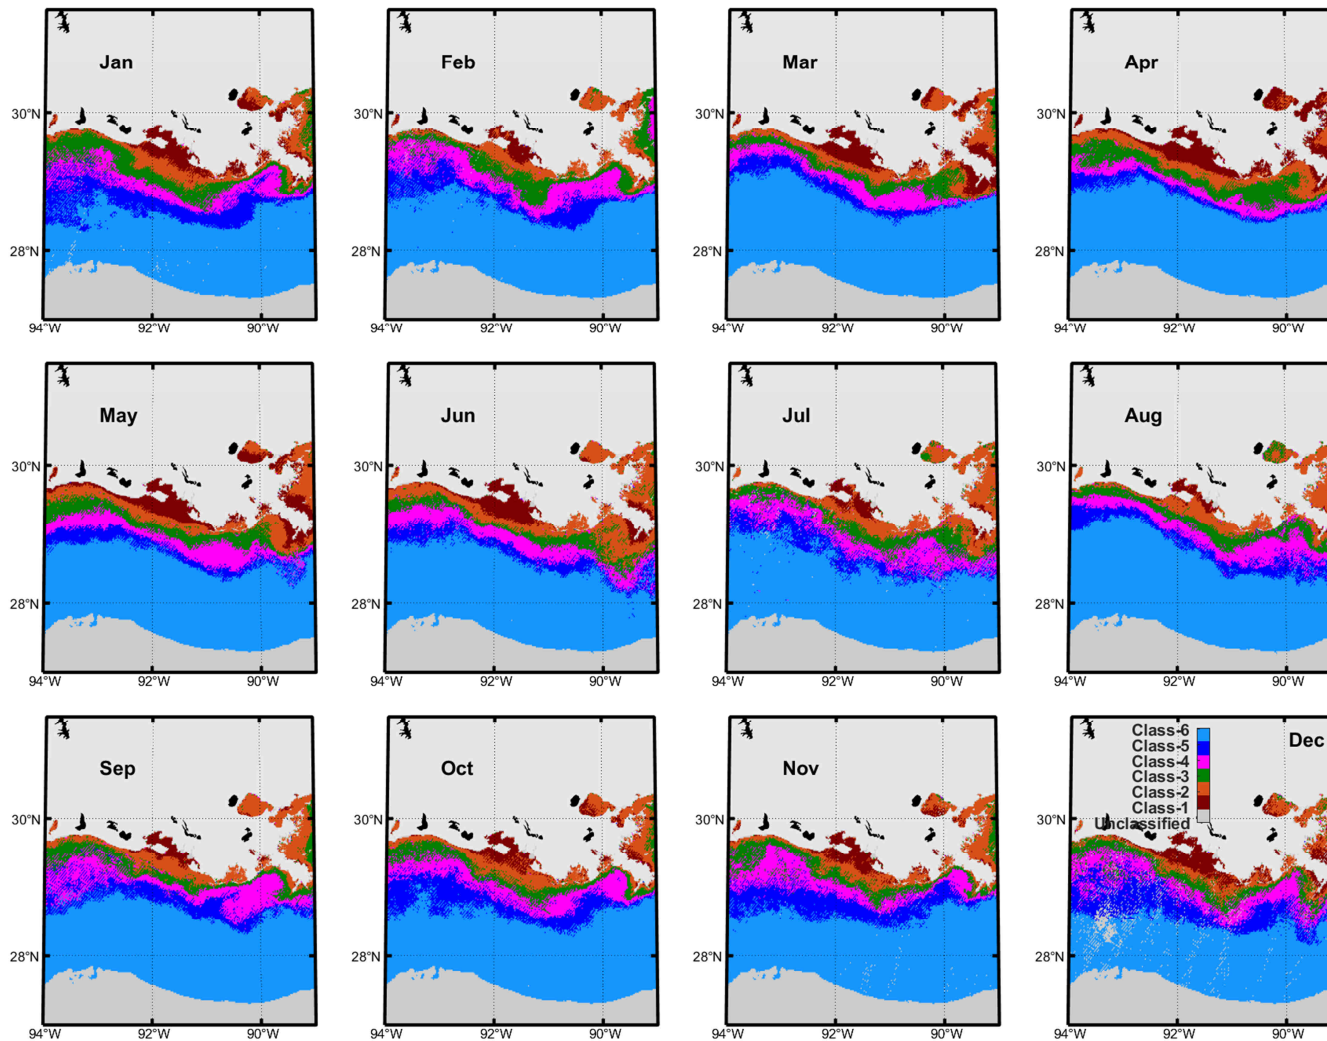 Jan Feb Mar Apr
30°N 30°N 30°N 30°N
28°N 28°N 28°N 28°N
94°W 92°W 90°W 94°W 92°W 90°W 94°W 92°W 90°W 94°W 92°W 90°W
May Jun Jul Aug
30°N 30°N 30°N 30°N
28°N 28°N 28°N 28°N
94°W 92°W 90°W 94°W 92°W 90°W 94°W 92°W 90°W 94°W 92°W 90°W
Sep Oct Nov Dec
Class-6
Class-5
Class-4
Class-3
Class-2
Class-1
Unclassified
30°N 30°N 30°N 30°N
28°N 28°N 28°N 28°N
94°W 92°W 90°W 94°W 92°W 90°W 94°W 92°W 90°W 94°W 92°W 90°W